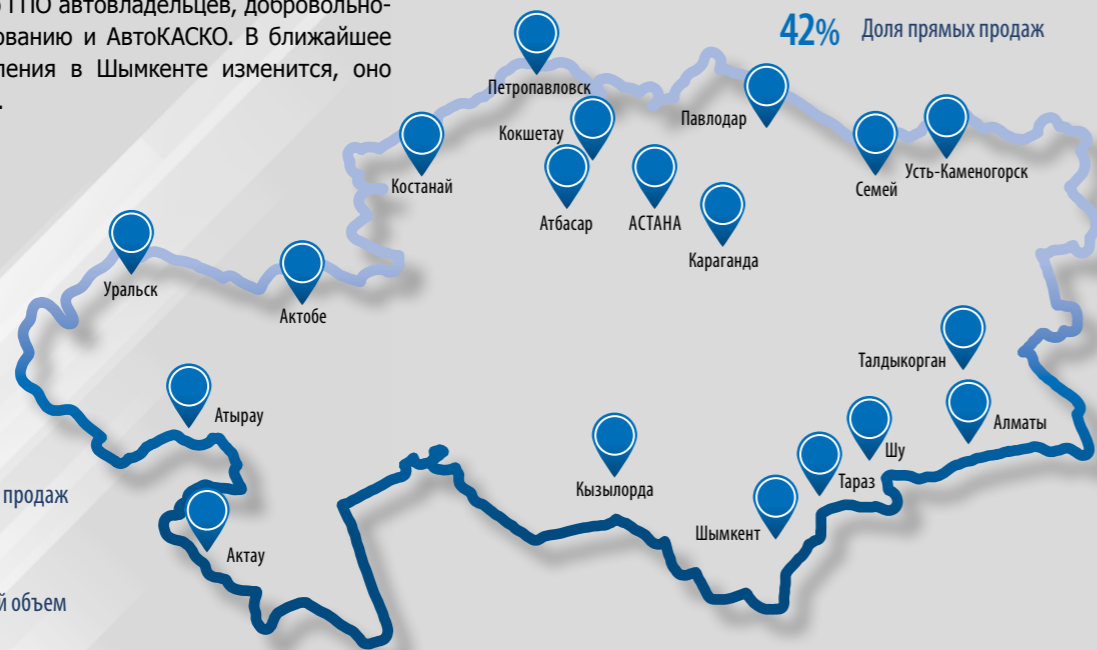 ГПО автовладельцев, добровольно-
ованию и АвтоКАСКО. В ближайшее
ления в Шымкенте изменится, оно
42% Доля прямых продаж
Петропавловск
Кокшетау
Павлодар
Костанай
Атбасар
АСТАНА
Семей
Усть-Каменогорск
Караганда
Уральск
Актобе
Талдыкорган
Атырау
Алматы
Шу
Тараз
Кызылорда
продаж
Шымкент
Актау
й объем